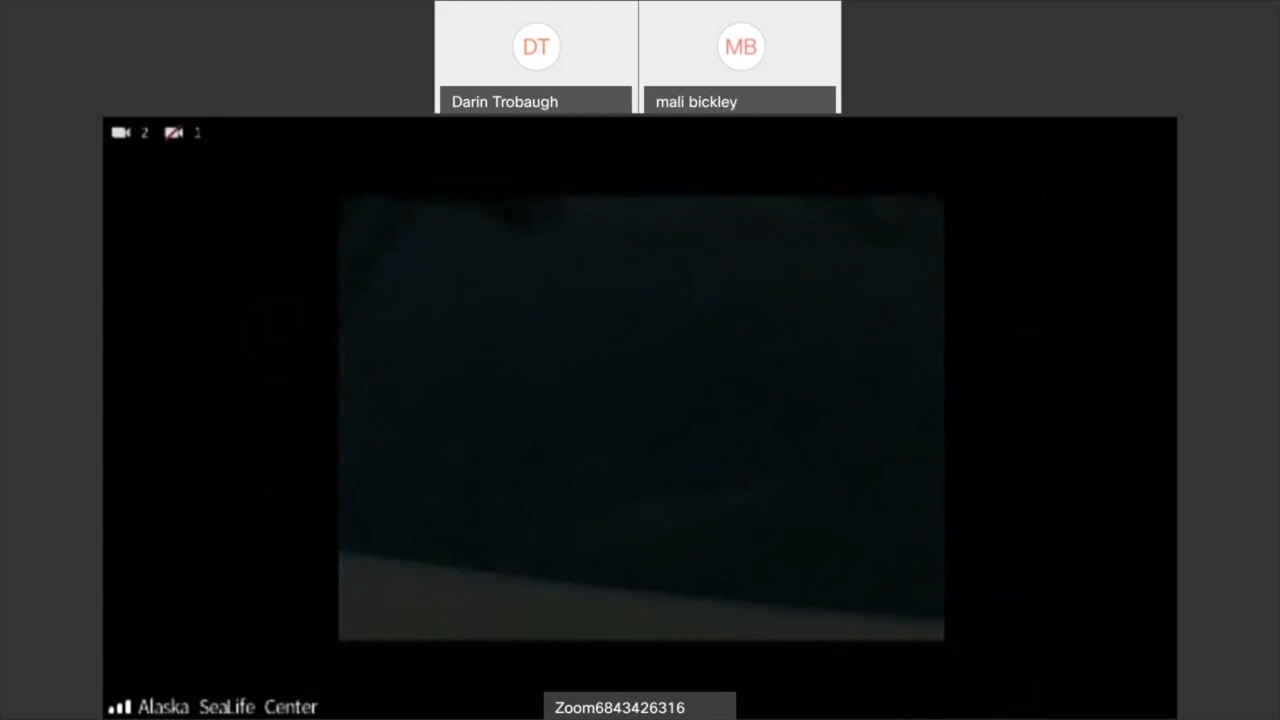 DT
MB
Darin Trobaugh
mali bickley
2
1
Alaska SeaLife Center
Zoom6843426316